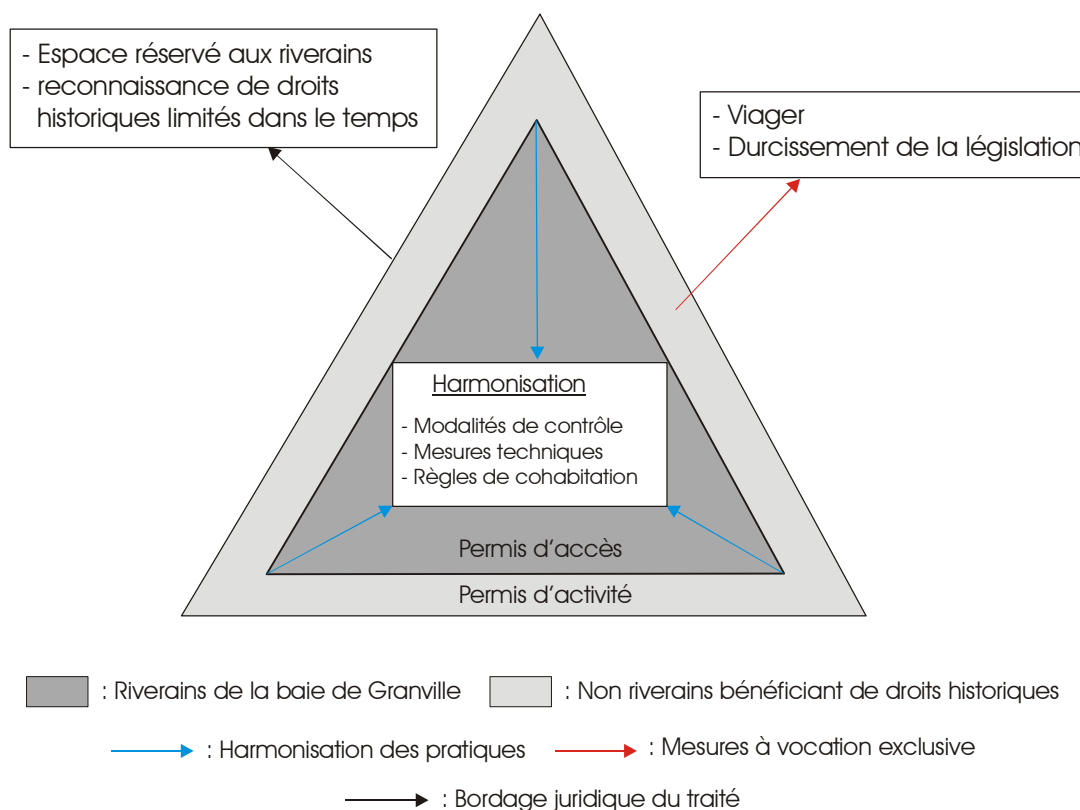 - Espace réservé aux riverains
- reconnaissance de droits
historiques limités dans le temps
- Viager
- Durcissement de la législation
Harmonisation
- Modalités de contrôle
- Mesures techniques
- Règles de cohabitation
Permis d'accès
Permis d'activité
: Riverains de la baie de Granville
: Non riverains bénéficiant de droits historiques
: Harmonisation des pratiques
: Mesures à vocation exclusive
: Bordage juridique du traité